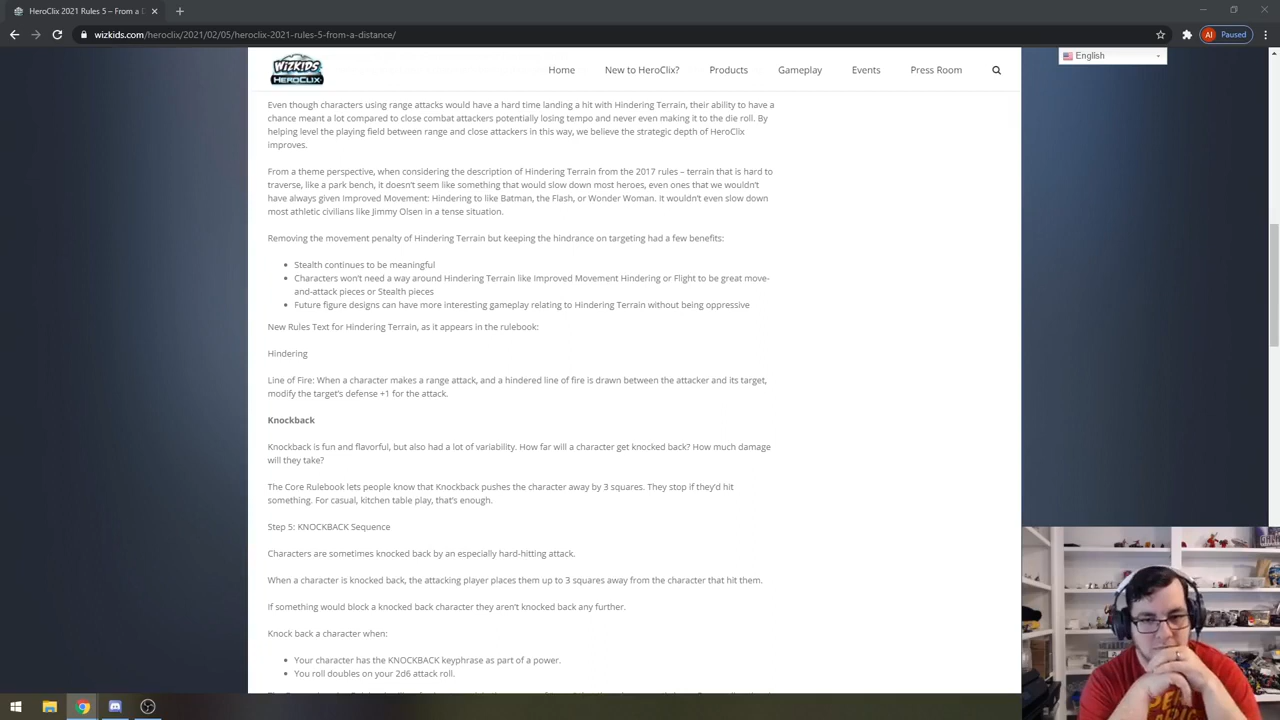 wizkids.com/heroclix/2021/02/05/heroclix-2021-rules-5-from-a-distance/
AI Paused
WIZKIDS
HEROCLIX
Home
New to HeroClix?
Products
Gameplay
Events
Press Room
English
Even though characters using range attacks would have a hard time landing a hit with Hindering Terrain, their ability to have a
chance meant a lot compared to close combat attackers potentially losing tempo and never even making it to the die roll. By
helping level the playing field between range and close attackers in this way, we believe the strategic depth of HeroClix
improves.
From a theme perspective, when considering the description of Hindering Terrain from the 2017 rules – terrain that is hard to
traverse, like a park bench, it doesn't seem like something that would slow down most heroes, even ones that we wouldn't
have always given Improved Movement: Hindering to like Batman, the Flash, or Wonder Woman. It wouldn't even slow down
most athletic civilians like Jimmy Olsen in a tense situation.
Removing the movement penalty of Hindering Terrain but keeping the hindrance on targeting had a few benefits:
• Stealth continues to be meaningful
• Characters won't need a way around Hindering Terrain like Improved Movement Hindering or Flight to be great move-
and-attack pieces or Stealth pieces
• Future figure designs can have more interesting gameplay relating to Hindering Terrain without being oppressive
New Rules Text for Hindering Terrain, as it appears in the rulebook:
Hindering
Line of Fire: When a character makes a range attack, and a hindered line of fire is drawn between the attacker and its target,
modify the target's defense +1 for the attack.
Knockback
Knockback is fun and flavorful, but also had a lot of variability. How far will a character get knocked back? How much damage
will they take?
The Core Rulebook lets people know that Knockback pushes the character away by 3 squares. They stop if they'd hit
something. For casual, kitchen table play, that's enough.
Step 5: KNOCKBACK Sequence
Characters are sometimes knocked back by an especially hard-hitting attack.
When a character is knocked back, the attacking player places them up to 3 squares away from the character that hit them.
If something would block a knocked back character they aren't knocked back any further.
Knock back a character when:
• Your character has the KNOCKBACK keyphrase as part of a power.
• You roll doubles on your 2d6 attack roll.